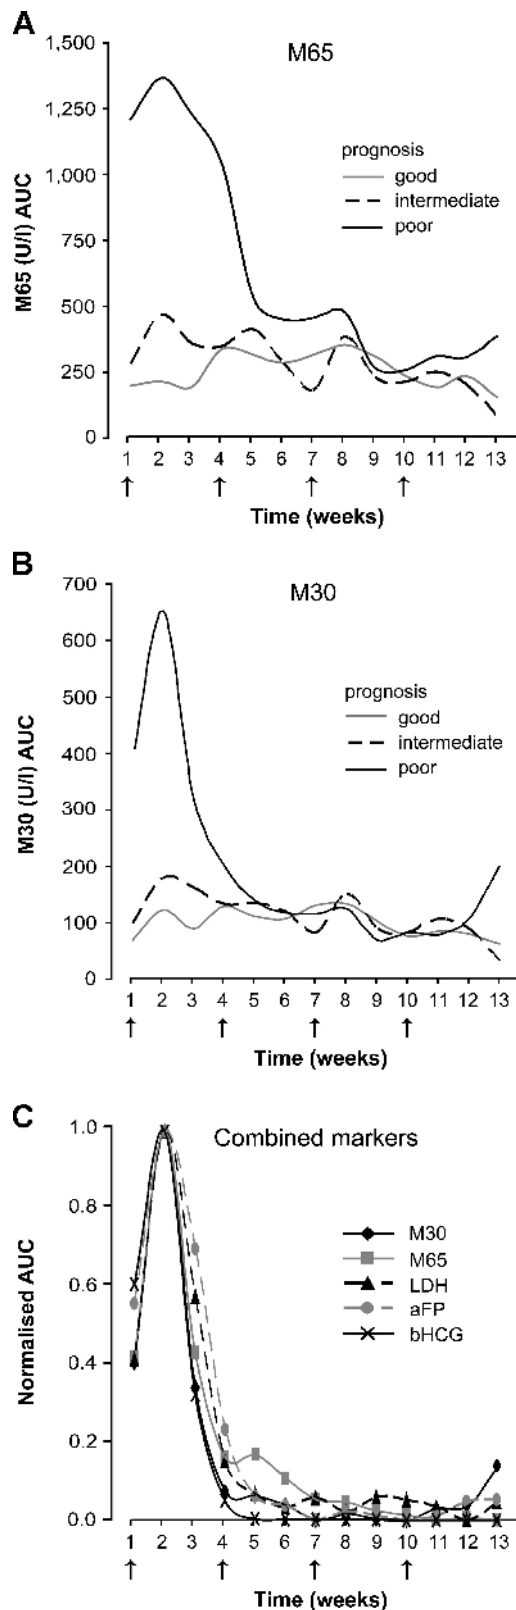 A
M65
1,500
1,250
1,000
750
500
250
0
M65 (U/l) AUC
prognosis
good
intermediate
poor
1 2 3 4 5 6 7 8 9 10 11 12 13
↑ ↑ ↑ ↑
Time (weeks)
B
M30
700
600
500
400
300
200
100
0
M30 (U/l) AUC
prognosis
good
intermediate
poor
1 2 3 4 5 6 7 8 9 10 11 12 13
↑ ↑ ↑ ↑
Time (weeks)
C
Combined markers
1.0
0.8
0.6
0.4
0.2
0.0
Normalised AUC
M30
M65
LDH
aFP
bHCG
1 2 3 4 5 6 7 8 9 10 11 12 13
↑ ↑ ↑ ↑
Time (weeks)